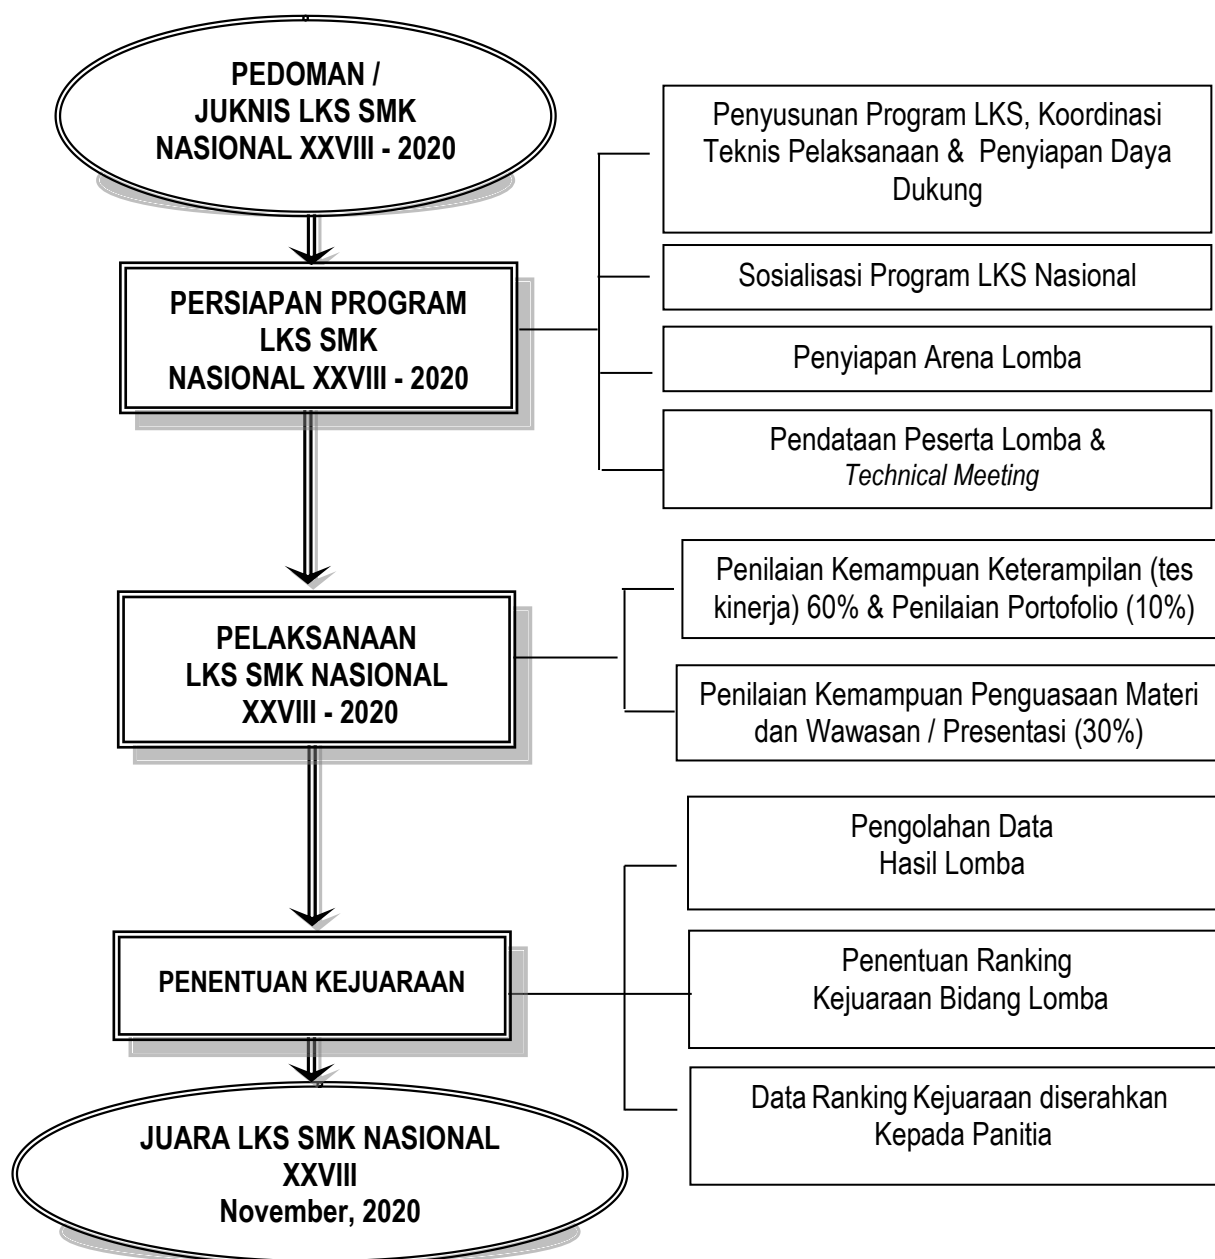 PEDOMAN /
JUKNIS LKS SMK
NASIONAL XXVIII - 2020
Penyusunan Program LKS, Koordinasi
Teknis Pelaksanaan & Penyiapan Daya
Dukung
Sosialisasi Program LKS Nasional
PERSIAPAN PROGRAM
LKS SMK
NASIONAL XXVIII - 2020
Penyiapan Arena Lomba
Pendataan Peserta Lomba &
Technical Meeting
Penilaian Kemampuan Keterampilan (tes
kinerja) 60% & Penilaian Portofolio (10%)
PELAKSANAAN
LKS SMK NASIONAL
XXVIII - 2020
Penilaian Kemampuan Penguasaan Materi
dan Wawasan / Presentasi (30%)
Pengolahan Data
Hasil Lomba
PENENTUAN KEJUARAAN
Penentuan Ranking
Kejuaraan Bidang Lomba
Data Ranking Kejuaraan diserahkan
Kepada Panitia
JUARA LKS SMK NASIONAL
XXVIII
November, 2020